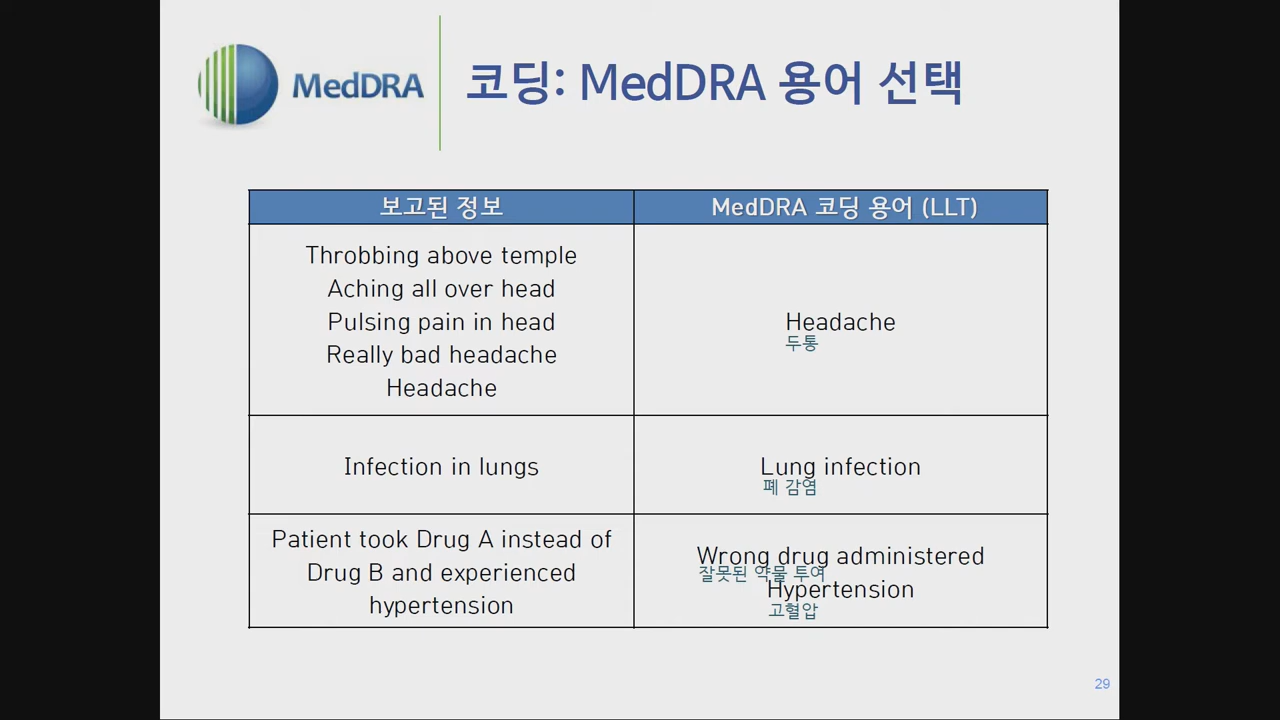 MedDRA
코딩: MedDRA 용어 선택
보고된 정보
MedDRA 코딩 용어 (LLT)
Throbbing above temple
Aching all over head
Pulsing pain in head
Really bad headache
Headache
Headache
두통
Infection in lungs
Lung infection
폐 감염
Patient took Drug A instead of
Drug B and experienced
hypertension
Wrong drug administered
잘못된 약물 투여
Hypertension
고혈압
29